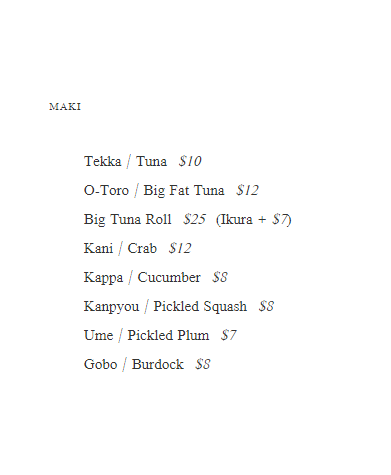 MAKI
Tekka / Tuna $10
O-Toro / Big Fat Tuna $12
Big Tuna Roll $25 (Ikura + $7)
Kani / Crab $12
Kappa / Cucumber $8
Kanpyou / Pickled Squash $8
Ume / Pickled Plum $7
Gobo / Burdock $8